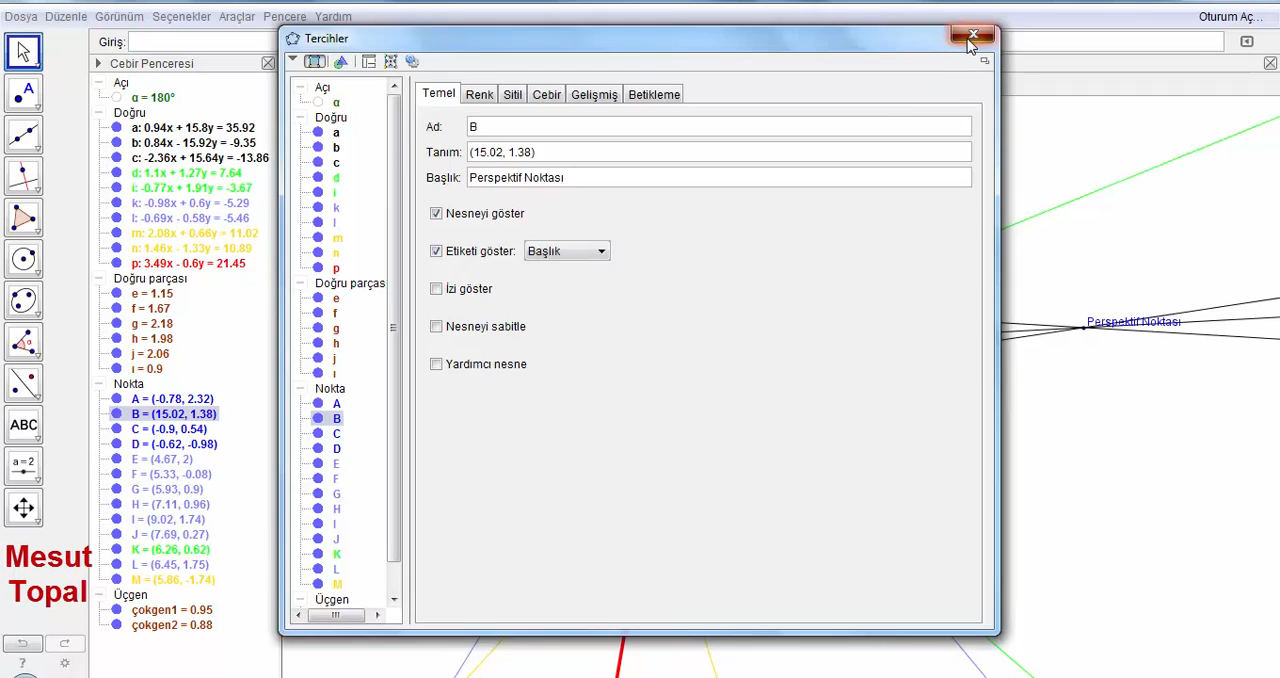 Dosya Düzenle Görünüm Seçenekler Araçlar Pencere Yardım Oturum Aç...
Giriş:
Cebir Penceresi
Açı
α = 180°
Doğru
a: 0.94x + 15.8y = 35.92
b: 0.84x - 15.92y = -9.35
c: -2.36x + 15.64y = -13.86
d: 1.1x + 1.27y = 7.64
i: -0.77x + 1.91y = -3.67
k: -0.98x + 0.6y = -5.29
l: -0.69x - 0.58y = -5.46
m: 2.08x + 0.66y = 11.02
n: 1.46x - 1.33y = 10.89
p: 3.49x - 0.6y = 21.45
Doğru parçası
e = 1.15
f = 1.67
g = 2.18
h = 1.98
j = 2.06
ı = 0.9
Nokta
A = (-0.78, 2.32)
B = (15.02, 1.38)
C = (-0.9, 0.54)
D = (-0.62, -0.98)
E = (4.67, 2)
F = (5.33, -0.08)
G = (5.93, 0.9)
H = (7.11, 0.96)
I = (9.02, 1.74)
J = (7.69, 0.27)
K = (6.26, 0.62)
L = (6.45, 1.75)
M = (5.86, -1.74)
Üçgen
çokgen1 = 0.95
çokgen2 = 0.88
A
α
ABC
a = 2
Mesut
Topal
?
Tercihler
Açı
α
Doğru
a
b
c
d
i
k
l
m
n
p
Doğru parças
e
f
g
h
j
ı
Nokta
A
B
C
D
E
F
G
H
I
J
K
L
M
Üçgen
Temel Renk Sitil Cebir Gelişmiş Betikleme
Ad: B
Tanım: (15.02, 1.38)
Başlık: Perspektif Noktası
Nesneyi göster
Etiketi göster: Başlık
İzi göster
Nesneyi sabitle
Yardımcı nesne
Perspektif Noktası